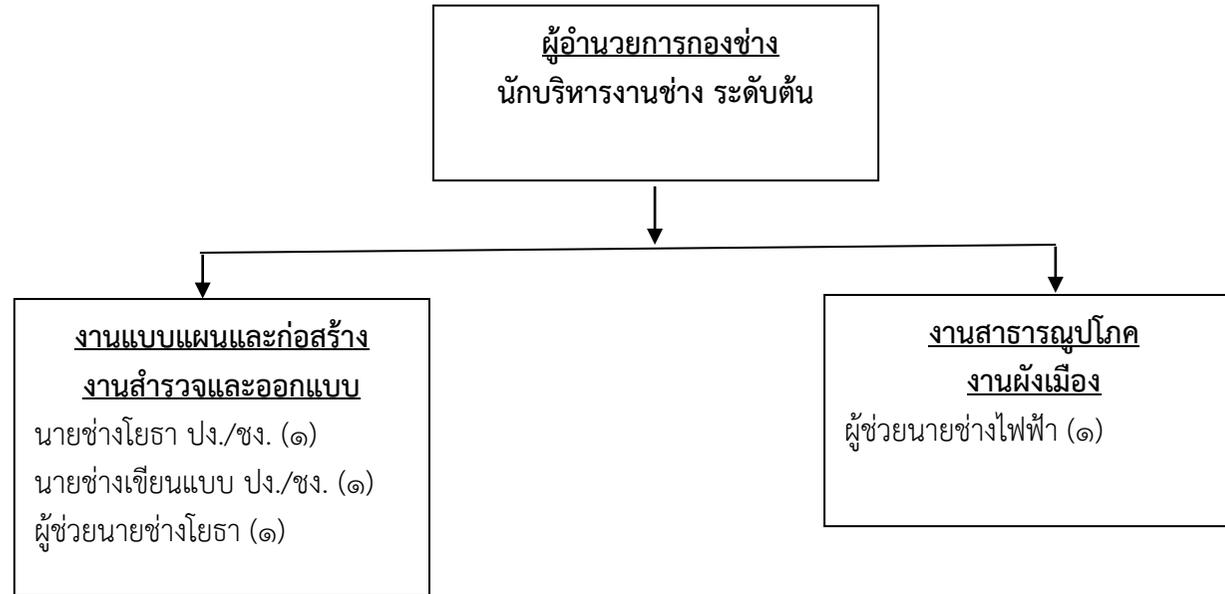 ผู้อำนวยการกองช่าง
นักบริหารงานช่าง ระดับต้น
งานแบบแผนและก่อสร้าง
งานสำรวจและออกแบบ
นายช่างโยธา ปง./ชง. (๑)
นายช่างเขียนแบบ ปง./ชง. (๑)
ผู้ช่วยนายช่างโยธา (๑)
งานสาธารณูปโภค
งานผังเมือง
ผู้ช่วยนายช่างไฟฟ้า (๑)